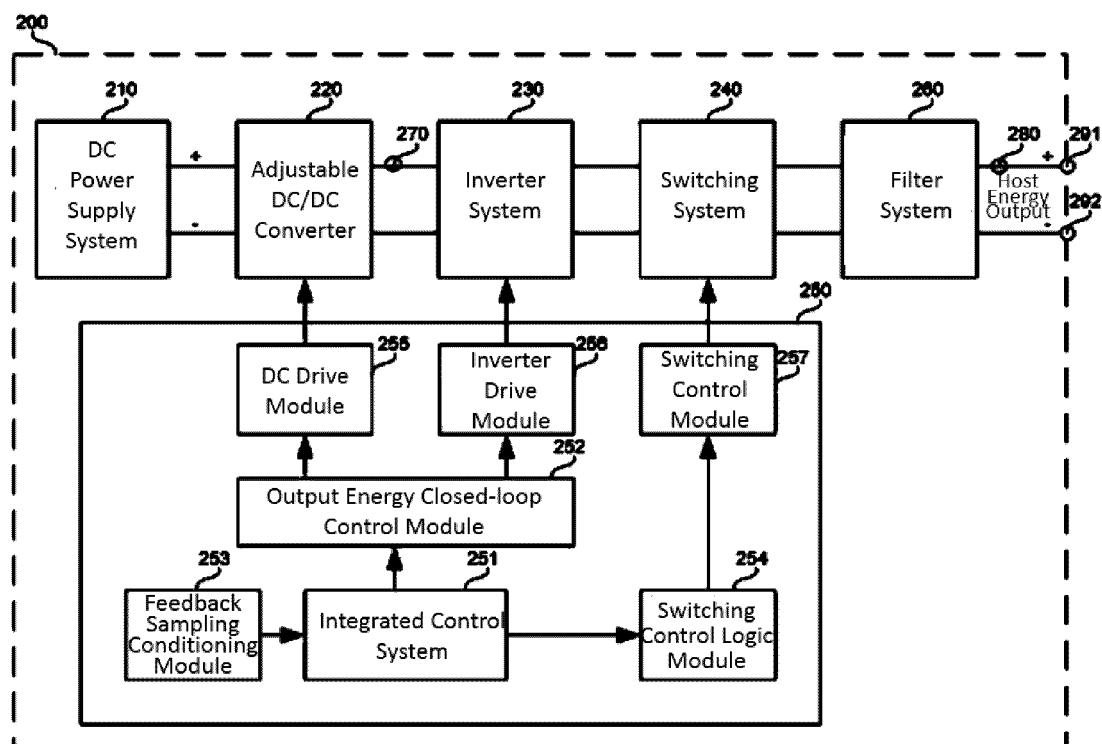 200
210
220
230
240
260
DC
Power
Supply
System
+
-
Adjustable
DC/DC
Converter
270
Inverter
System
Switching
System
Filter
System
280
+
291
Host
Energy
Output
-
292
250
255
DC Drive
Module
256
Inverter
Drive
Module
257
Switching
Control
Module
252
Output Energy Closed-loop
Control Module
253
Feedback
Sampling
Conditioning
Module
251
Integrated Control
System
254
Switching
Control Logic
Module